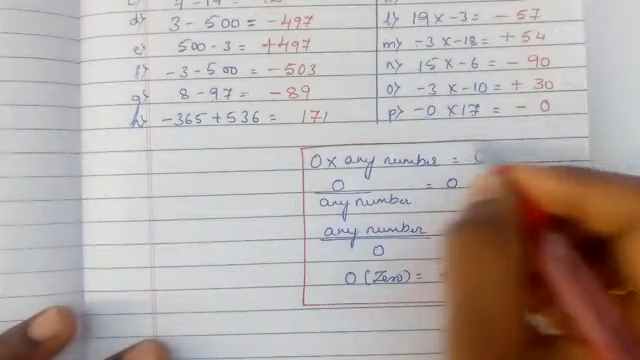 d) 3 - 500 = -497
e) 500 - 3 = +497
f) -3 - 500 = -503
g) 8 - 97 = -89
h) -365 + 536 = 171
l) 19 x -3 = -57
m) -3 x -18 = +54
n) 15 x -6 = -90
o) -3 x -10 = +30
p) -0 x 17 = -0
0 x any number =
0
any number
= 0
any number
0
0 (Zero) =